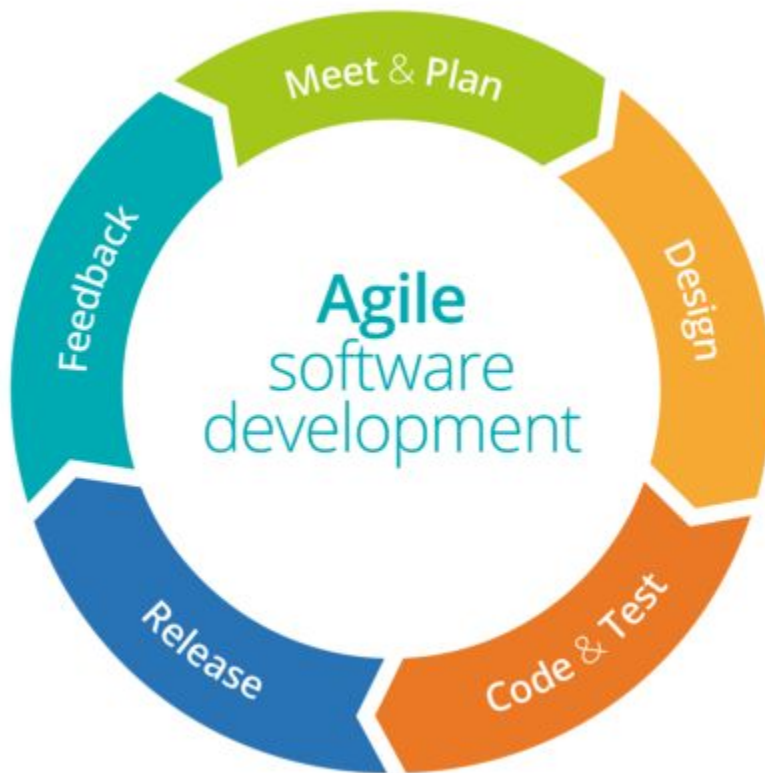 Meet & Plan
Design
Code & Test
Release
Feedback
Agile
software
development